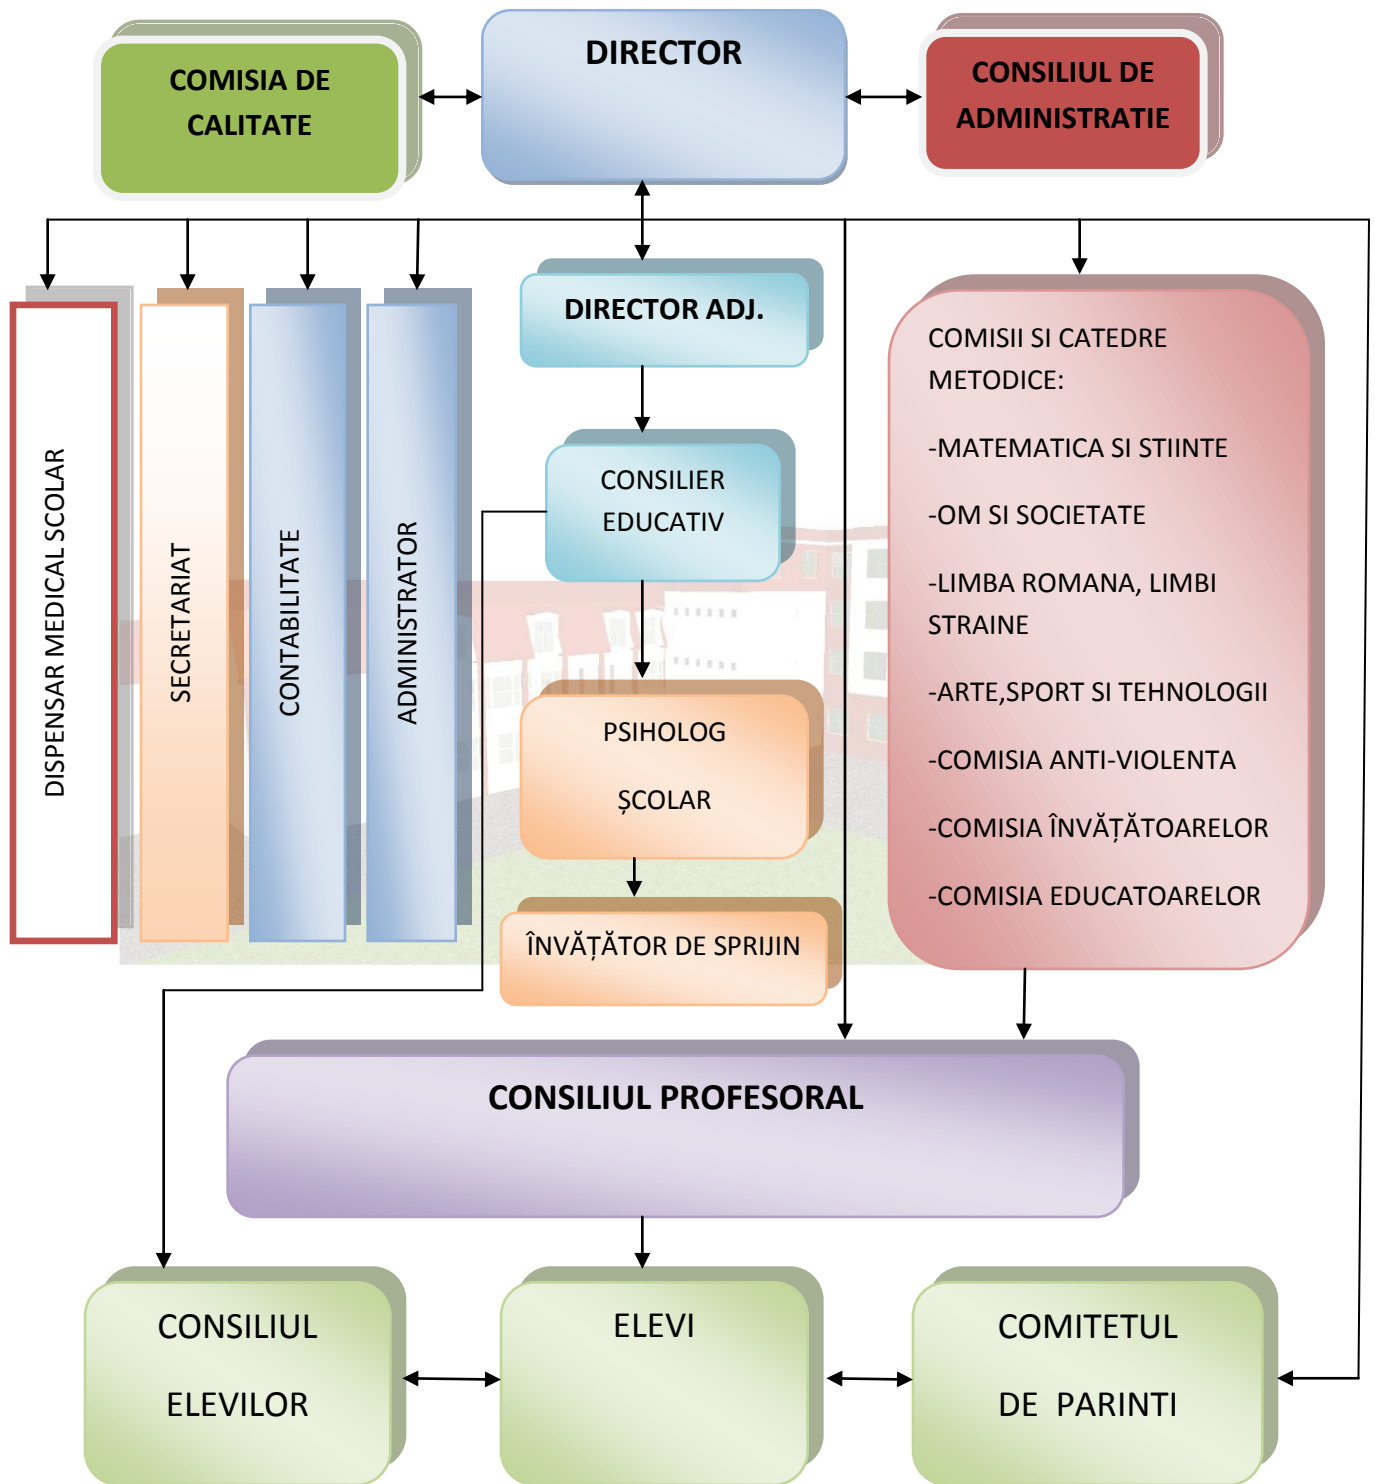 COMISIA DE
CALITATE
DIRECTOR
CONSILIUL DE
ADMINISTRATIE
DISPENSAR MEDICAL SCOLAR
SECRETARIAT
CONTABILITATE
ADMINISTRATOR
DIRECTOR ADJ.
CONSILIER
EDUCATIV
PSIHOLOG
ȘCOLAR
ÎNVĂȚĂTOR DE SPRIJIN
COMISII SI CATEDRE
METODICE:
-MATEMATICA SI STIINTE
-OM SI SOCIETATE
-LIMBA ROMANA, LIMBI
STRAINE
-ARTE,SPORT SI TEHNOLOGII
-COMISIA ANTI-VIOLENTA
-COMISIA ÎNVĂȚĂTOARELOR
-COMISIA EDUCATOARELOR
CONSILIUL PROFESORAL
CONSILIUL
ELEVILOR
ELEVI
COMITETUL
DE PARINTI